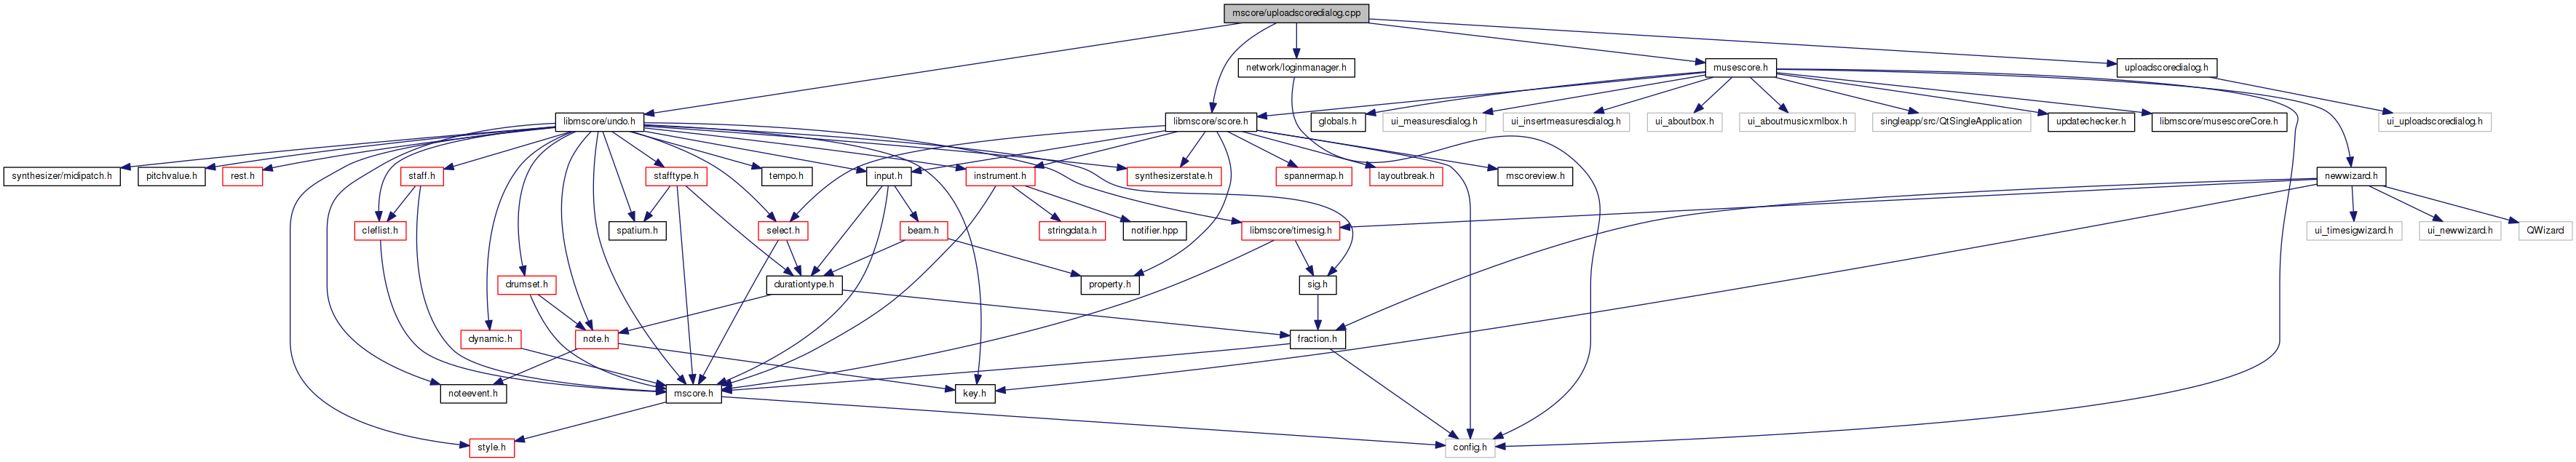 mscore/uploadscoredialog.cpp
network/loginmanager.h
musescore.h
uploadscoredialog.h
libmscore/undo.h
libmscore/score.h
globals.h
ui_measuresdialog.h
ui_insertmeasuresdialog.h
ui_aboutbox.h
ui_aboutmusicxmlbox.h
singleapp/src/QtSingleApplication
updatechecker.h
libmscore/musescoreCore.h
ui_uploadscoredialog.h
synthesizer/midipatch.h
pitchvalue.h
rest.h
staff.h
stafftype.h
tempo.h
input.h
instrument.h
synthesizerstate.h
spannermap.h
layoutbreak.h
mscoreview.h
newwizard.h
cleflist.h
spatium.h
select.h
beam.h
stringdata.h
notifier.hpp
libmscore/timesig.h
ui_timesigwizard.h
ui_newwizard.h
QWizard
drumset.h
durationtype.h
property.h
sig.h
dynamic.h
note.h
fraction.h
noteevent.h
mscore.h
key.h
style.h
config.h